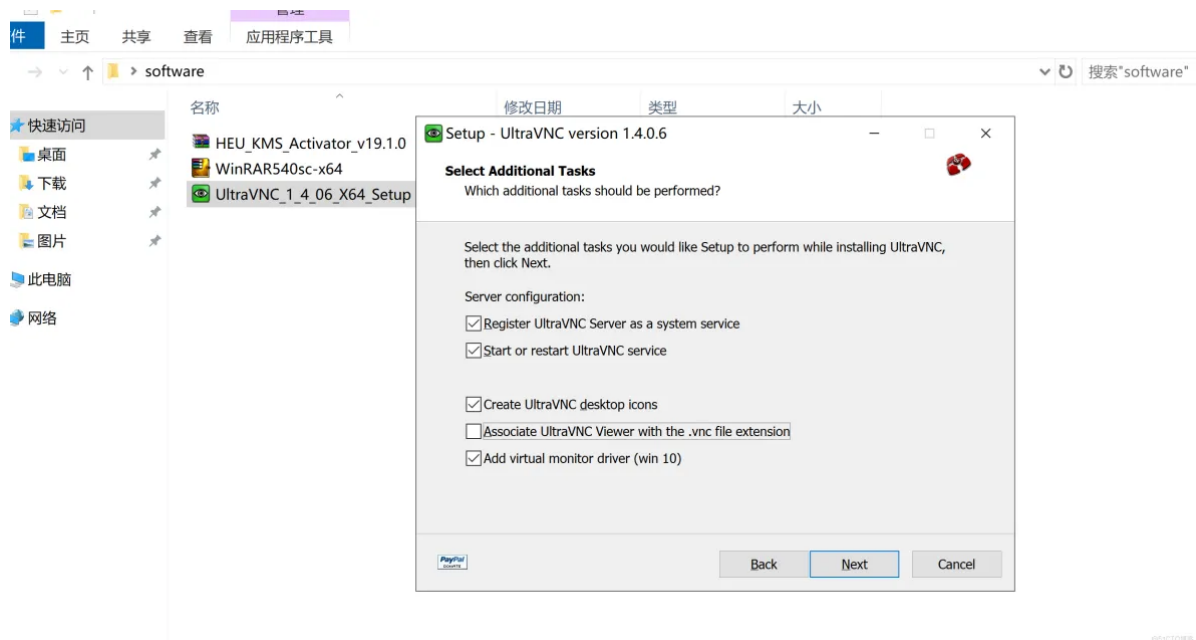 管理
件 主页 共享 查看 应用程序工具
software 搜索"software"
名称 修改日期 类型 大小
快速访问
桌面
下载
文档
图片
此电脑
网络
HEU_KMS_Activator_v19.1.0
WinRAR540sc-x64
UltraVNC_1_4_06_X64_Setup
Setup - UltraVNC version 1.4.0.6
Select Additional Tasks
Which additional tasks should be performed?
Select the additional tasks you would like Setup to perform while installing UltraVNC,
then click Next.
Server configuration:
Register UltraVNC Server as a system service
Start or restart UltraVNC service
Create UltraVNC desktop icons
Associate UltraVNC Viewer with the .vnc file extension
Add virtual monitor driver (win 10)
PayPal
Back Next Cancel